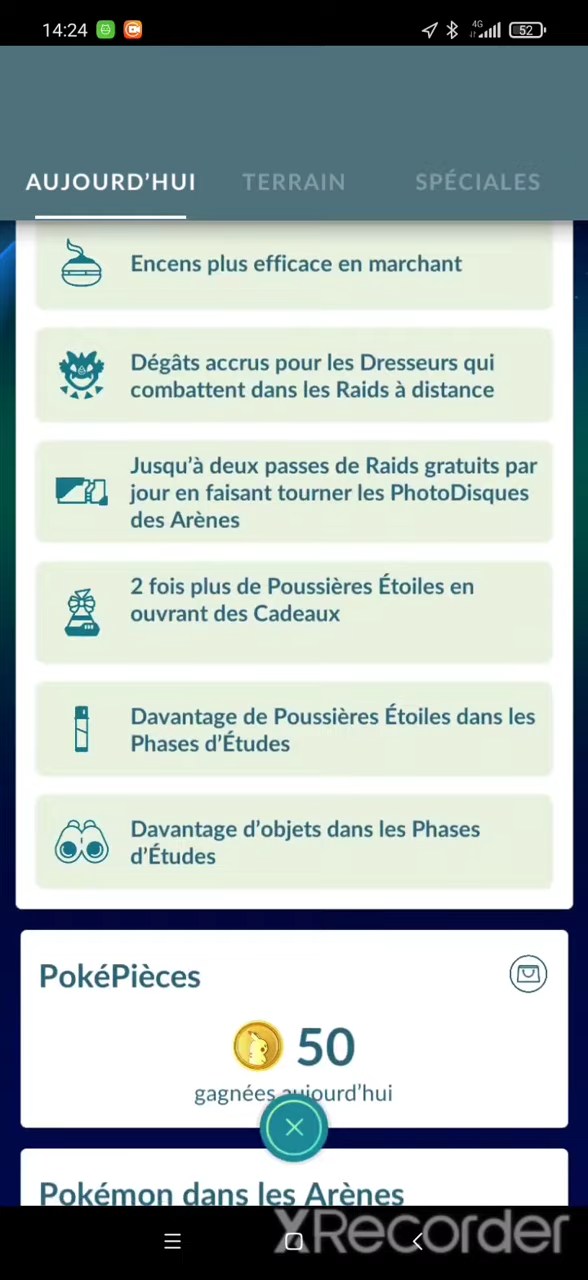 14:24
4G
52
AUJOURD'HUI
TERRAIN
SPÉCIALES
Encens plus efficace en marchant
Dégâts accrus pour les Dresseurs qui
combattent dans les Raids à distance
Jusqu'à deux passes de Raids gratuits par
jour en faisant tourner les PhotoDisques
des Arènes
2 fois plus de Poussières Étoiles en
ouvrant des Cadeaux
Davantage de Poussières Étoiles dans les
Phases d'Études
Davantage d'objets dans les Phases
d'Études
PokéPièces
50
gagnées aujourd'hui
Pokémon dans les Arènes
XRecorder